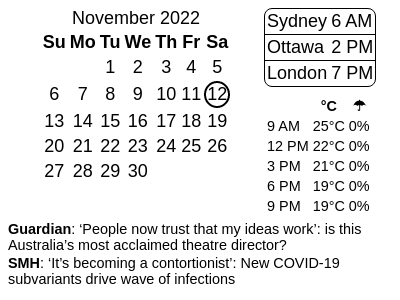 November 2022
Su Mo Tu We Th Fr Sa
1 2 3 4 5
6 7 8 9 10 11 12
13 14 15 16 17 18 19
20 21 22 23 24 25 26
27 28 29 30
Sydney 6 AM
Ottawa 2 PM
London 7 PM
°C ☂
9 AM 25°C 0%
12 PM 22°C 0%
3 PM 21°C 0%
6 PM 19°C 0%
9 PM 19°C 0%
Guardian: ‘People now trust that my ideas work’: is this
Australia’s most acclaimed theatre director?
SMH: ‘It’s becoming a contortionist’: New COVID-19
subvariants drive wave of infections